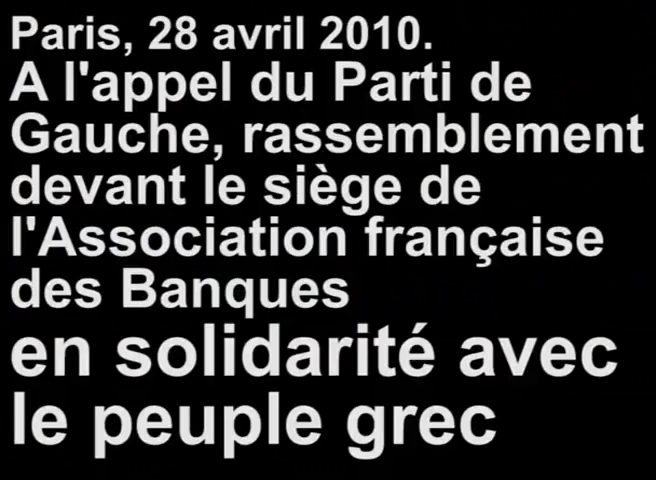 Paris, 28 avril 2010.
A l'appel du Parti de
Gauche, rassemblement
devant le siège de
l'Association française
des Banques
en solidarité avec
le peuple grec